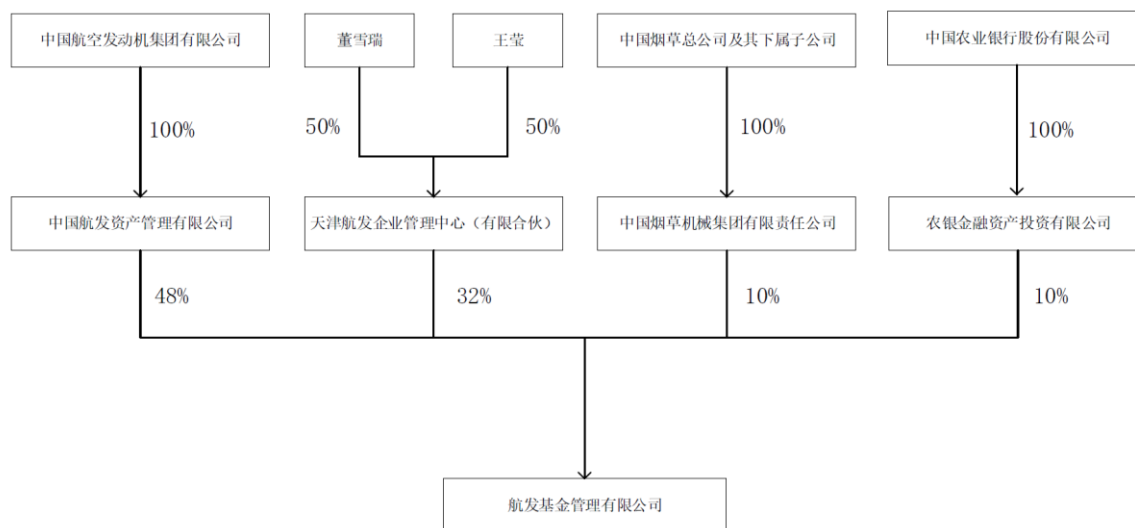 中国航空发动机集团有限公司
董雪瑞
王莹
中国烟草总公司及其下属子公司
中国农业银行股份有限公司
100%
50%
50%
100%
100%
中国航发资产管理有限公司
天津航发企业管理中心（有限合伙）
中国烟草机械集团有限责任公司
农银金融资产投资有限公司
48%
32%
10%
10%
航发基金管理有限公司